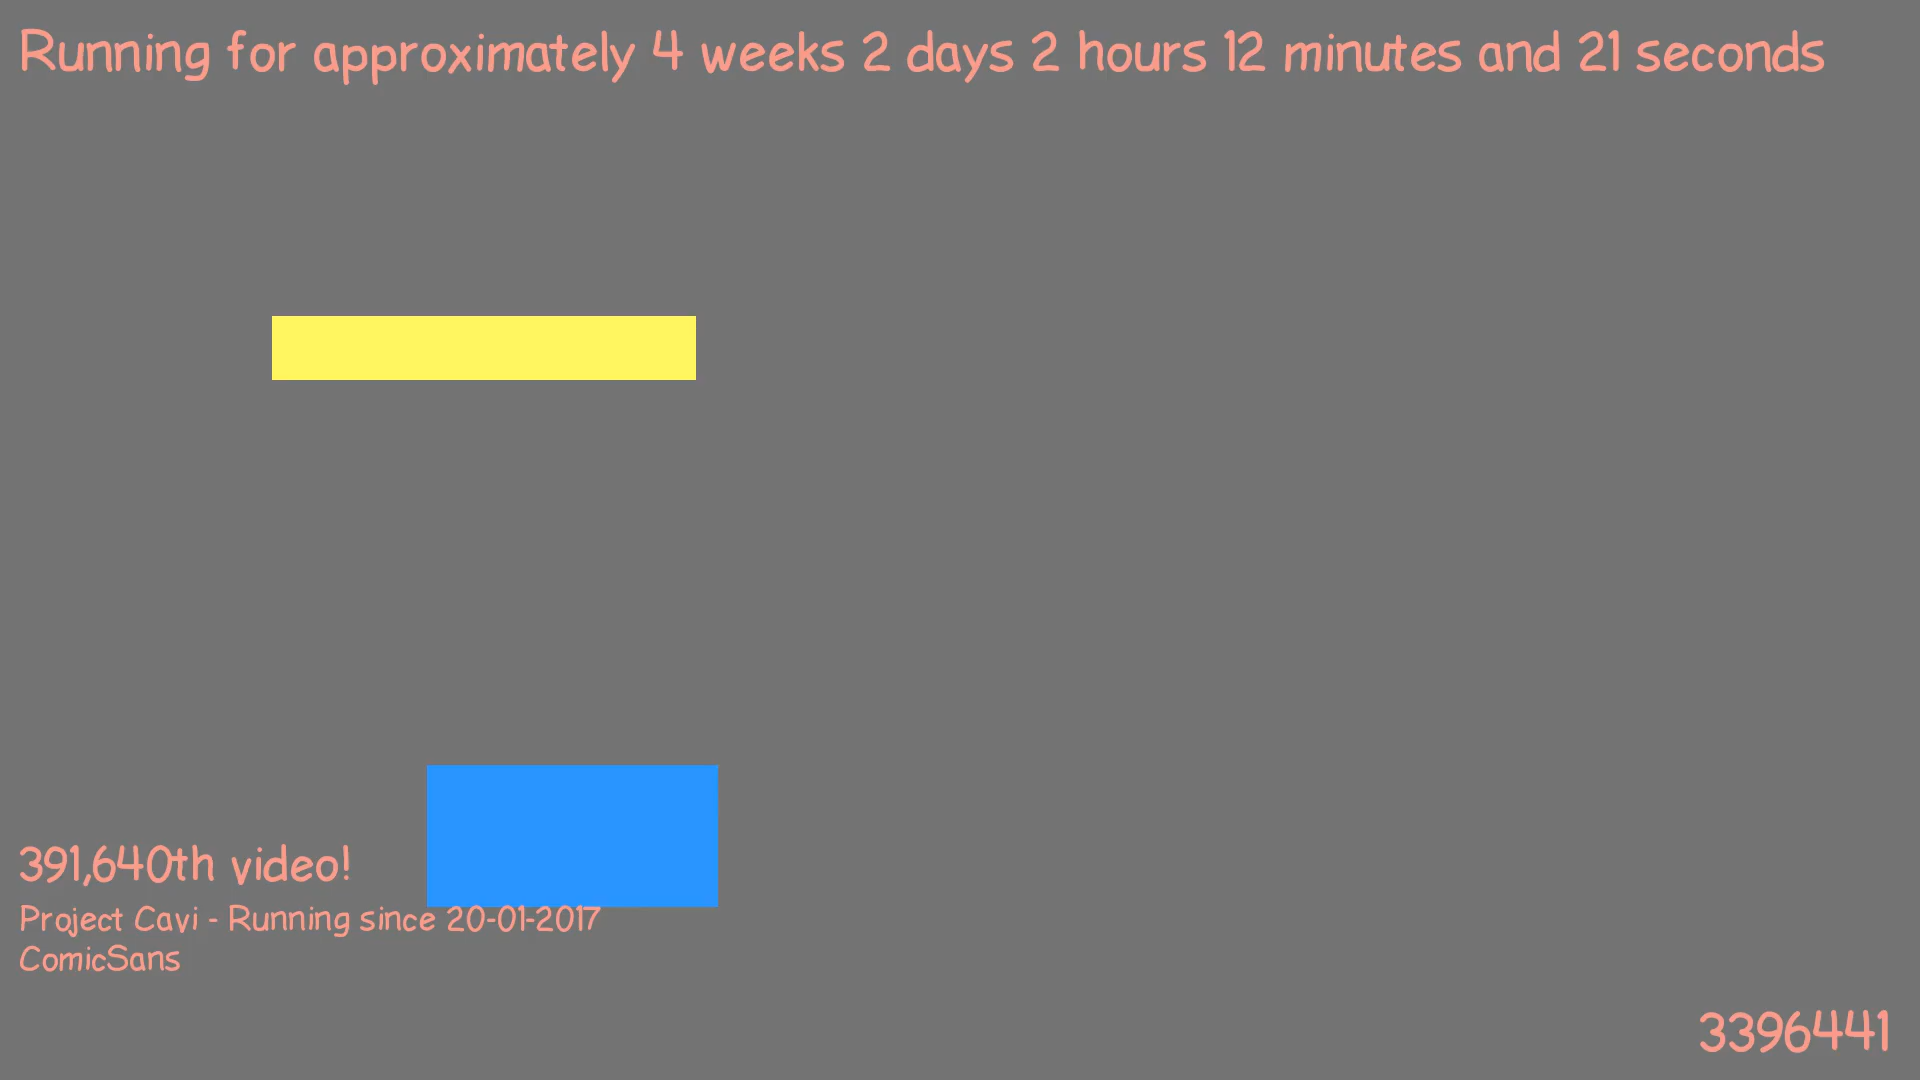 Running for approximately 4 weeks 2 days 2 hours 12 minutes and 21 seconds
391,640th video!
Project Cavi - Running since 20-01-2017
ComicSans
3396441